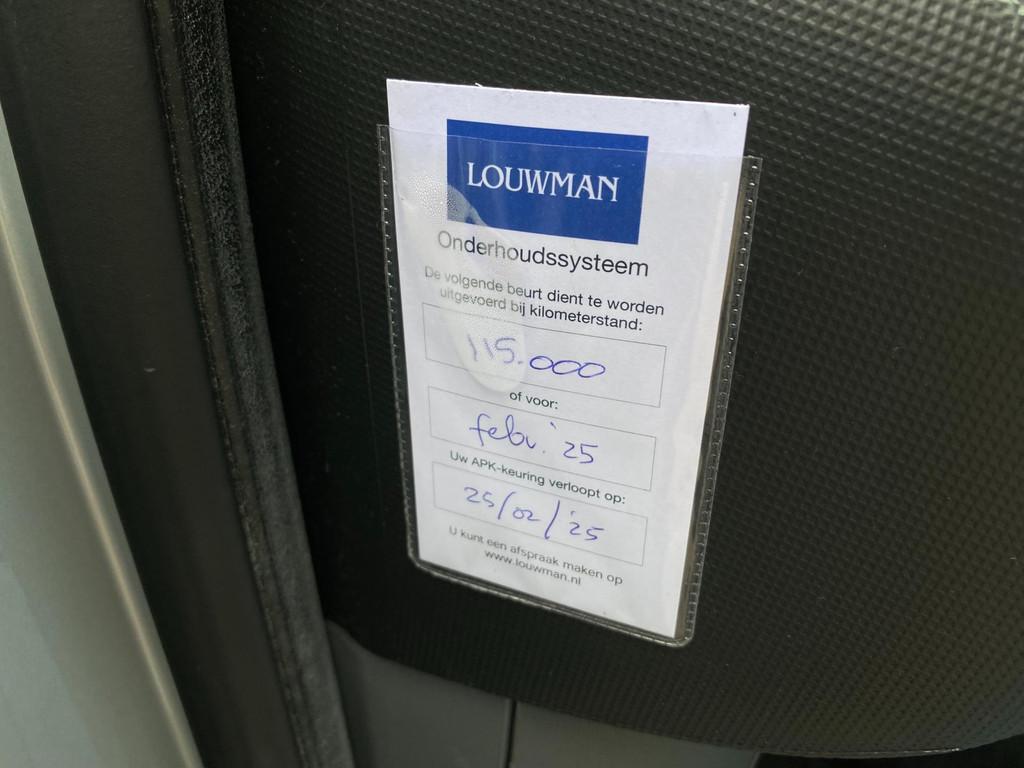 LOUWMAN
Onderhoudssysteem
De volgende beurt dient te worden
uitgevoerd bij kilometerstand:
115.000
of voor:
febr. '25
Uw APK-keuring verloopt op:
25/02/'25
U kunt een afspraak maken op
www.louwman.nl